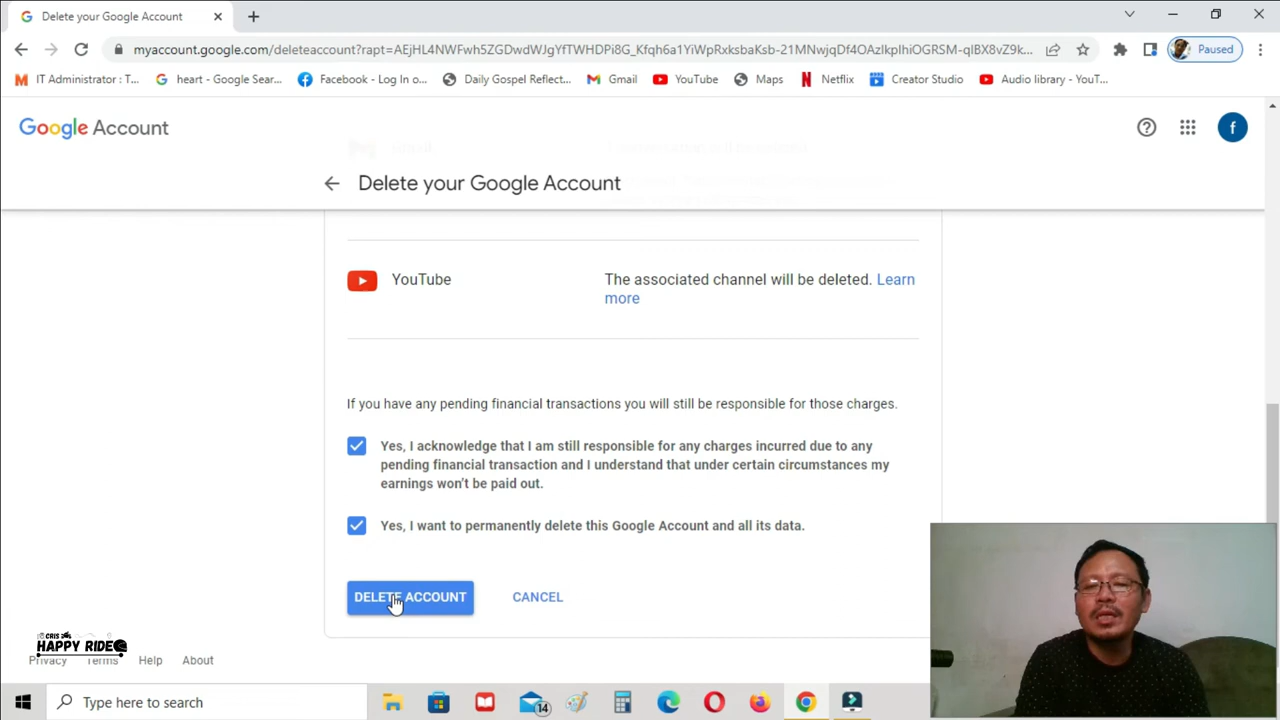 Delete your Google Account
myaccount.google.com/deleteaccount?rapt=AEjHL4NWFwh5ZGDwdWJgYfTWHDPi8G_Kfqh6a1YiWpRxksbaKsb-21MNwjqDf4OAzIkpIhiOGRSM-qlBX8vZ9k...
Paused
IT Administrator : T...
heart - Google Sear...
Facebook - Log In o...
Daily Gospel Reflect...
Gmail
YouTube
Maps
Netflix
Creator Studio
Audio library - YouT...
Google Account
f
Delete your Google Account
YouTube
The associated channel will be deleted. Learn
more
If you have any pending financial transactions you will still be responsible for those charges.
Yes, I acknowledge that I am still responsible for any charges incurred due to any
pending financial transaction and I understand that under certain circumstances my
earnings won't be paid out.
Yes, I want to permanently delete this Google Account and all its data.
DELETE ACCOUNT
CANCEL
CRIS
HAPPY RIDE
Privacy
Terms
Help
About
Type here to search
14